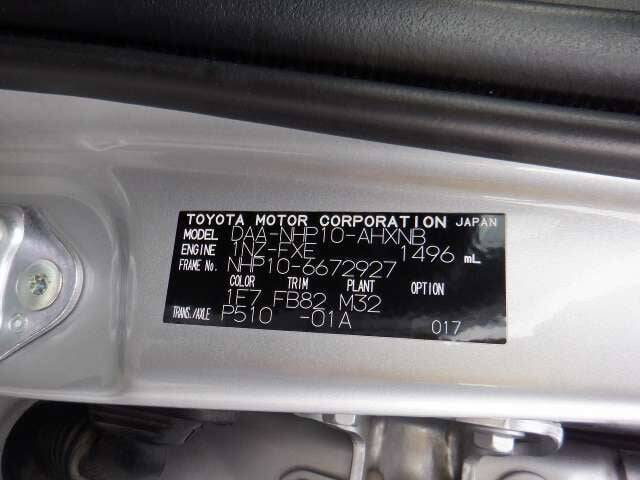 TOYOTA MOTOR CORPORATION JAPAN
MODEL DAA-NHP10-AHXNB
ENGINE 1NZ-FXE 1496 mL
FRAME No. NHP10-6672927
COLOR TRIM PLANT OPTION
1E7 FB82 M32
TRANS./AXLE P510 -01A 017